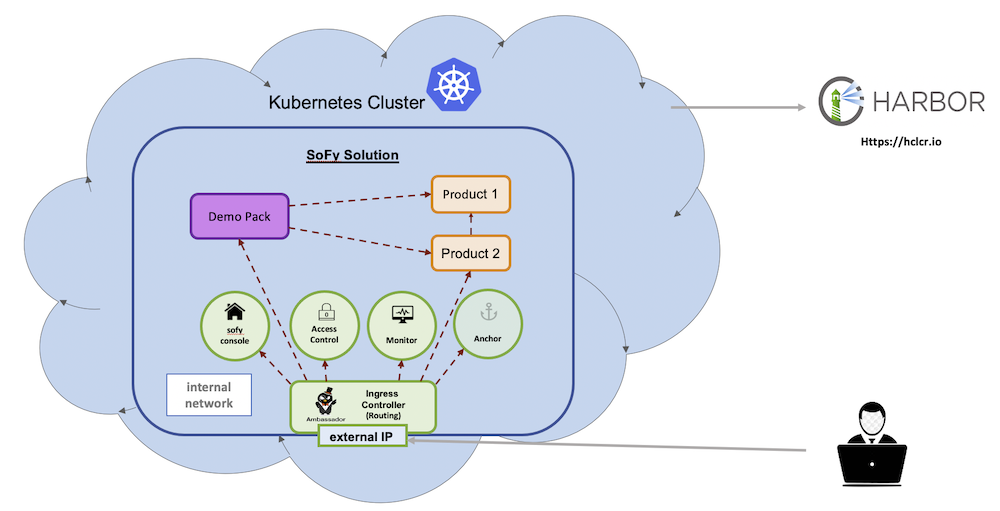 Kubernetes Cluster
HARBOR
Https://hclcr.io
SoFy Solution
Product 1
Demo Pack
Product 2
sofy
console
Access
Control
Monitor
Anchor
internal
network
Ambassador
Ingress
Controller
(Routing)
external IP